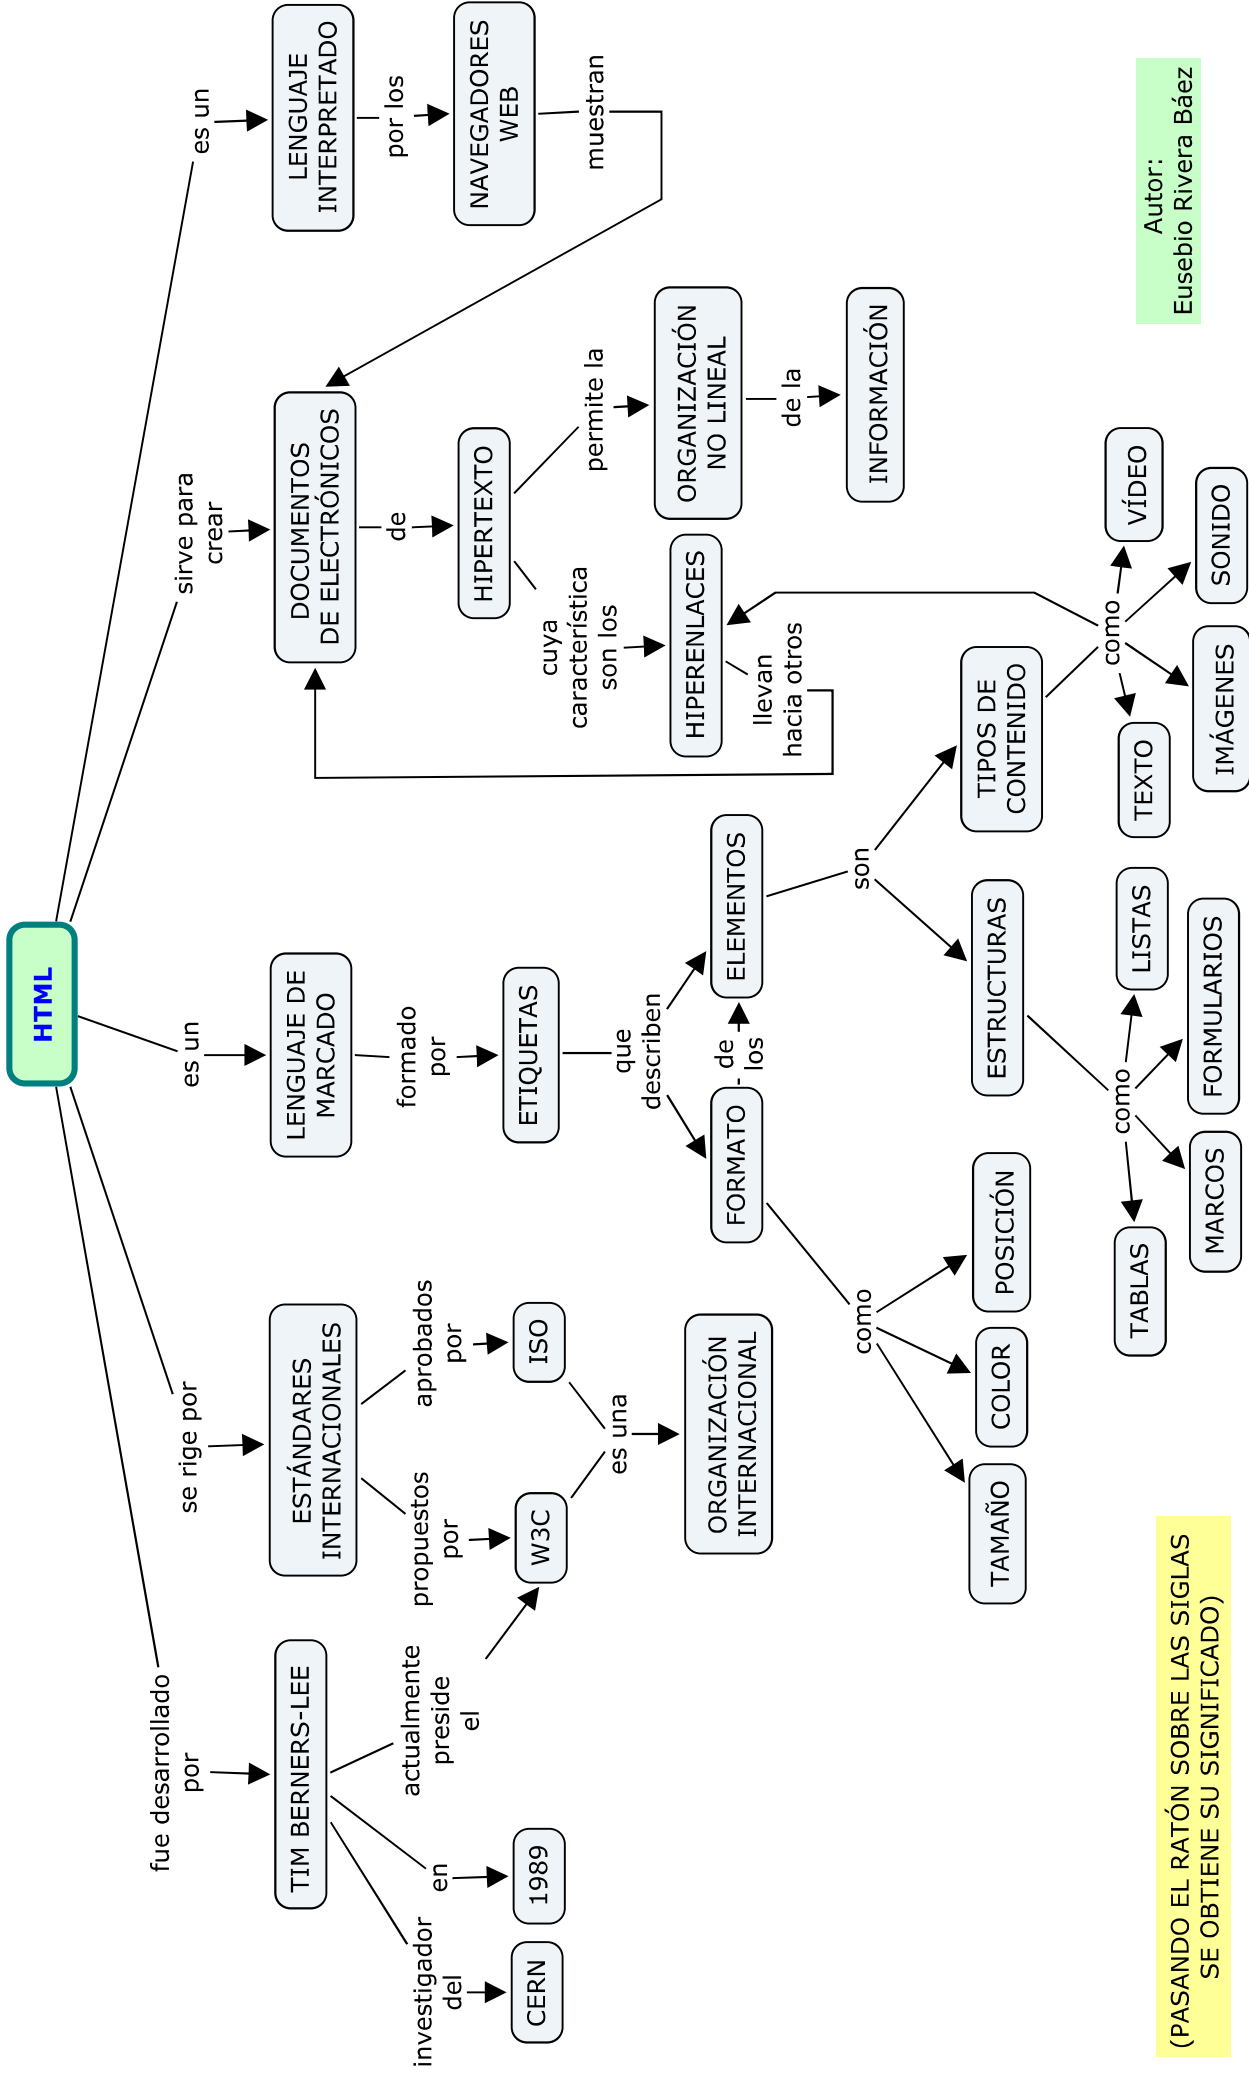 HTML
fue desarrollado
por
se rige por
es un
sirve para
crear
es un
TIM BERNERS-LEE
ESTÁNDARES
INTERNACIONALES
LENGUAJE DE
MARCADO
DOCUMENTOS
DE ELECTRÓNICOS
LENGUAJE
INTERPRETADO
investigador
del
en
actualmente
preside
el
propuestos
por
aprobados
por
formado
por
de
por los
CERN
1989
W3C
ISO
ETIQUETAS
HIPERTEXTO
NAVEGADORES
WEB
es una
que
describen
cuya
característica
son los
permite la
muestran
ORGANIZACIÓN
INTERNACIONAL
FORMATO
de
los
ELEMENTOS
HIPERENLACES
ORGANIZACIÓN
NO LINEAL
llevan
hacia otros
de la
como
son
INFORMACIÓN
TAMAÑO
COLOR
POSICIÓN
ESTRUCTURAS
TIPOS DE
CONTENIDO
como
como
TABLAS
LISTAS
TEXTO
VÍDEO
MARCOS
FORMULARIOS
IMÁGENES
SONIDO
(PASANDO EL RATÓN SOBRE LAS SIGLAS
SE OBTIENE SU SIGNIFICADO)
Autor:
Eusebio Rivera Báez